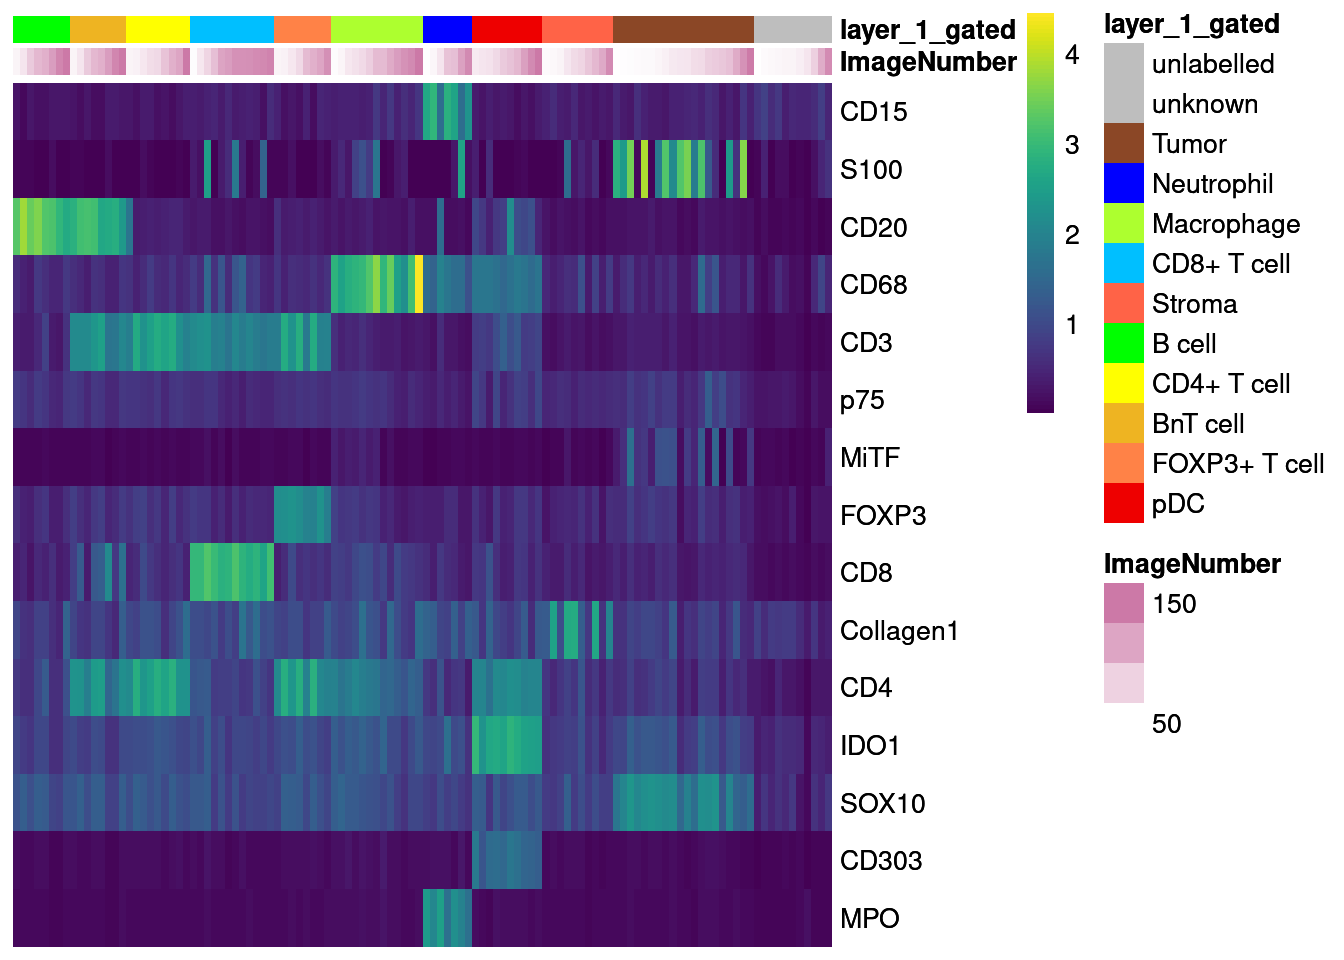 layer_1_gated
ImageNumber
CD15
S100
CD20
CD68
CD3
p75
MiTF
FOXP3
CD8
Collagen1
CD4
IDO1
SOX10
CD303
MPO
4
3
2
1
layer_1_gated
unlabelled
unknown
Tumor
Neutrophil
Macrophage
CD8+ T cell
Stroma
B cell
CD4+ T cell
BnT cell
FOXP3+ T cell
pDC
ImageNumber
150
50